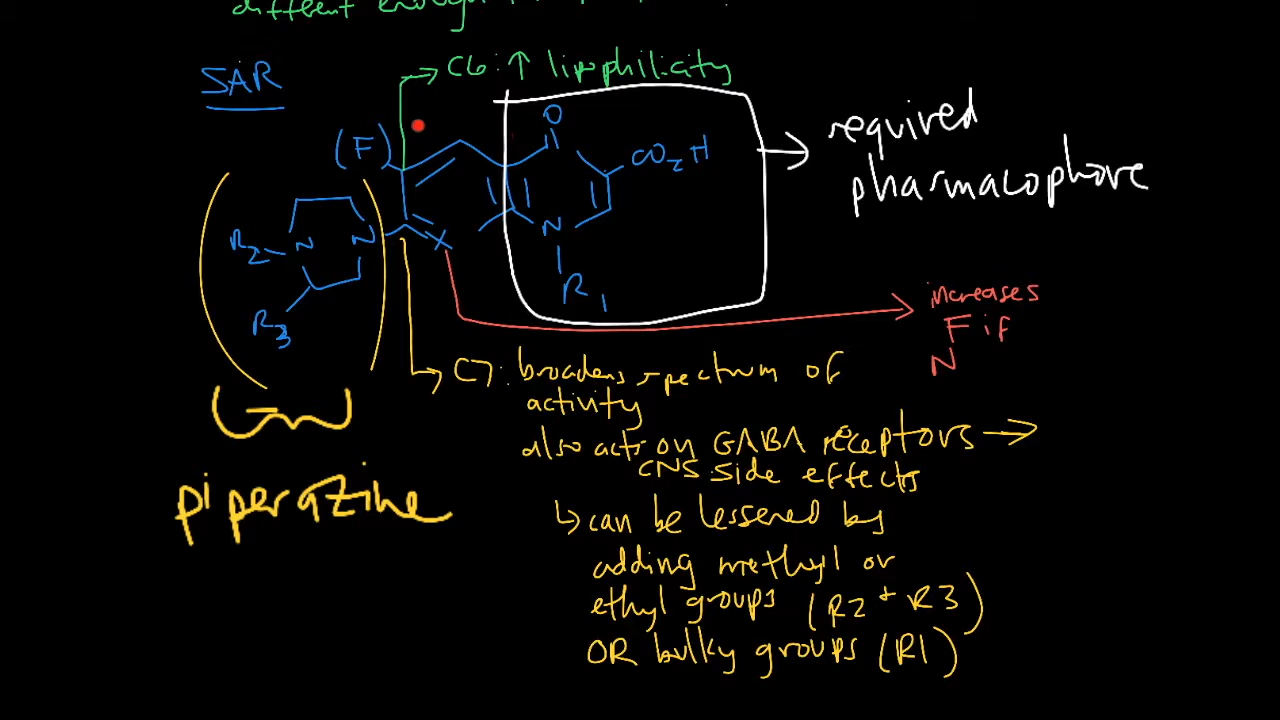 different enough
SAR
C6: ↑ lipophilicity
(F)
O
CO2H
N
R1
X
N
N
R2
R3
required
pharmacophore
increases
F if
N
C7: broadens spectrum of
activity
also acts on GABA receptors →
CNS side effects
↳ can be lessened by
adding methyl or
ethyl groups (R2 + R3)
OR bulky groups (R1)
piperazine